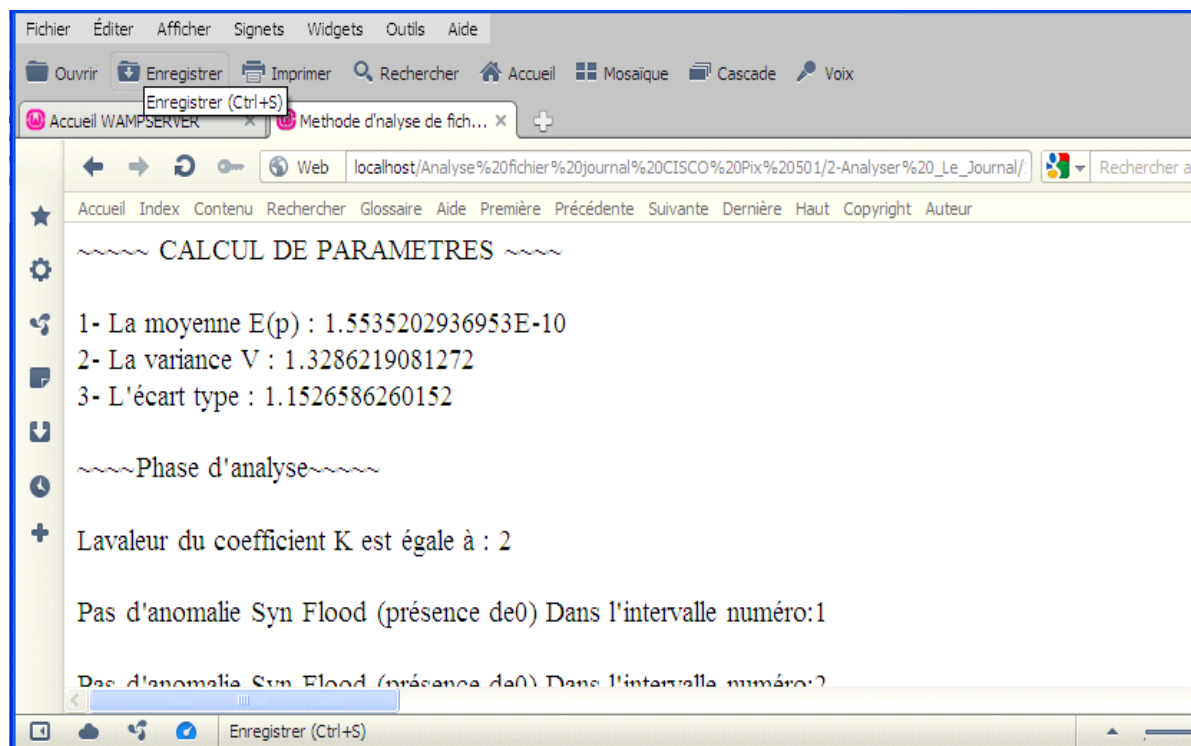 Fichier Éditer Afficher Signets Widgets Outils Aide
Ouvrir Enregistrer Imprimer Rechercher Accueil Mosaïque Cascade Voix
Enregistrer (Ctrl+S)
Accueil WAMPSERVER Methode d'nalyse de fich...
Web localhost/Analyse%20fichier%20journal%20CISCO%20Pix%20501/2-Analyser%20_Le_Journal/ Rechercher a
Accueil Index Contenu Rechercher Glossaire Aide Première Précédente Suivante Dernière Haut Copyright Auteur
~~~~~ CALCUL DE PARAMETRES ~~~~
1- La moyenne E(p) : 1.5535202936953E-10
2- La variance V : 1.3286219081272
3- L'écart type : 1.1526586260152
~~~~Phase d'analyse~~~~~
Lavaleur du coefficient K est égale à : 2
Pas d'anomalie Syn Flood (présence de0) Dans l'intervalle numéro:1
Pas d'anomalie Syn Flood (présence de0) Dans l'intervalle numéro:2
Enregistrer (Ctrl+S)